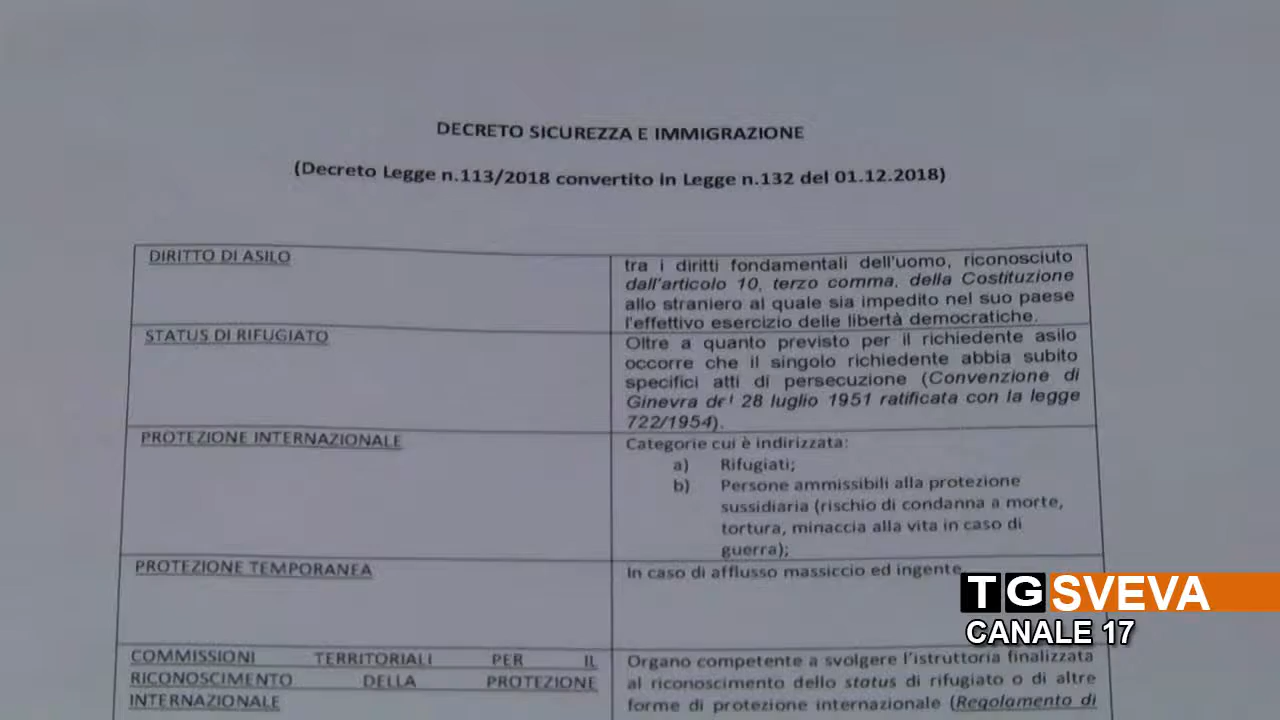 DECRETO SICUREZZA E IMMIGRAZIONE
(Decreto Legge n.113/2018 convertito in Legge n.132 del 01.12.2018)
DIRITTO DI ASILO
tra i diritti fondamentali dell'uomo, riconosciuto
dall'articolo 10, terzo comma, della Costituzione
allo straniero al quale sia impedito nel suo paese
l'effettivo esercizio delle libertà democratiche.
STATUS DI RIFUGIATO
Oltre a quanto previsto per il richiedente asilo
occorre che il singolo richiedente abbia subito
specifici atti di persecuzione (Convenzione di
Ginevra del 28 luglio 1951 ratificata con la legge
722/1954).
PROTEZIONE INTERNAZIONALE
Categorie cui è indirizzata:
a) Rifugiati;
b) Persone ammissibili alla protezione
sussidiaria (rischio di condanna a morte,
tortura, minaccia alla vita in caso di
guerra);
PROTEZIONE TEMPORANEA
In caso di afflusso massiccio ed ingente
COMMISSIONI TERRITORIALI PER IL
RICONOSCIMENTO DELLA PROTEZIONE
INTERNAZIONALE
Organo competente a svolgere l'istruttoria finalizzata
al riconoscimento dello status di rifugiato o di altre
forme di protezione internazionale (Regolamento di
TG SVEVA
CANALE 17